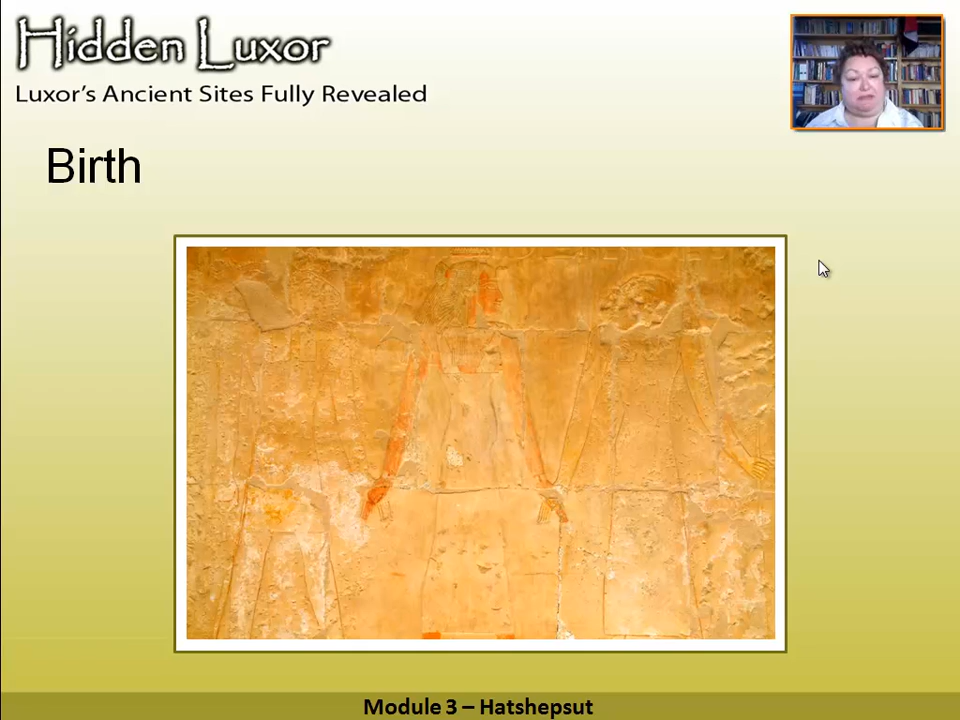 Hidden Luxor
Luxor's Ancient Sites Fully Revealed
Birth
Module 3 – Hatshepsut